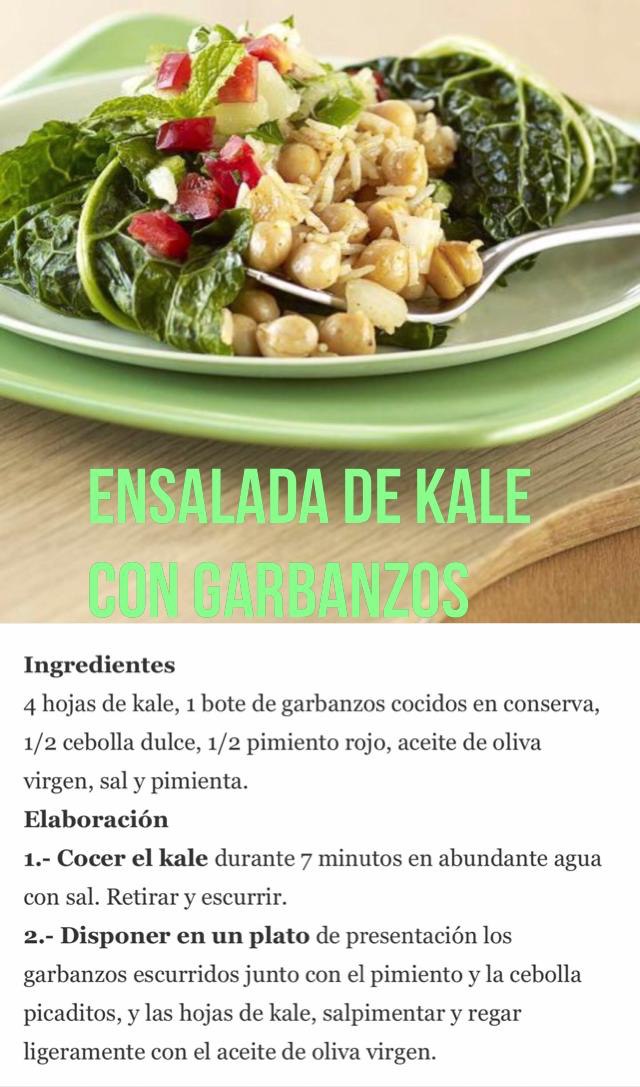 ENSALADA DE KALE
CON GARBANZOS
Ingredientes
4 hojas de kale, 1 bote de garbanzos cocidos en conserva,
1/2 cebolla dulce, 1/2 pimiento rojo, aceite de oliva
virgen, sal y pimienta.
Elaboración
1.- Cocer el kale durante 7 minutos en abundante agua
con sal. Retirar y escurrir.
2.- Disponer en un plato de presentación los
garbanzos escurridos junto con el pimiento y la cebolla
picaditos, y las hojas de kale, salpimentar y regar
ligeramente con el aceite de oliva virgen.